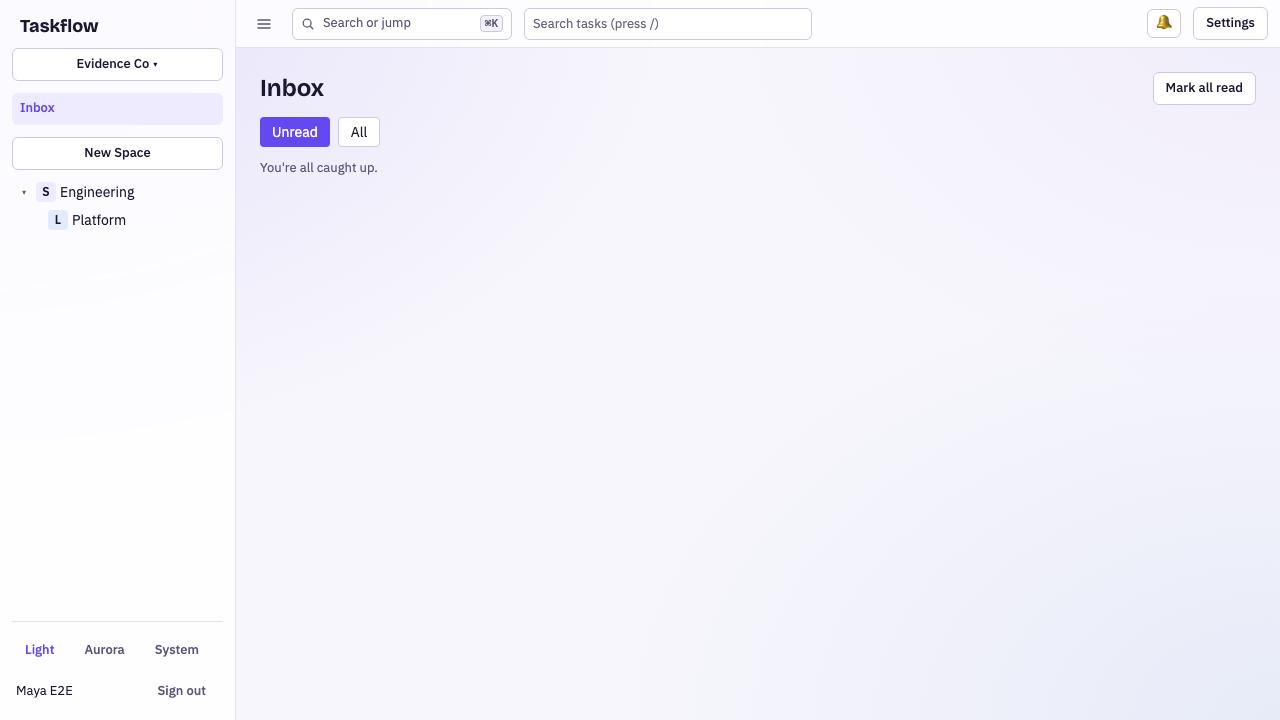 Taskflow
Evidence Co ▾
Inbox
New Space
▾ S Engineering
L Platform
Light Aurora System
Maya E2E Sign out
Search or jump ⌘K
Search tasks (press /)
Settings
Inbox
Mark all read
Unread All
You're all caught up.